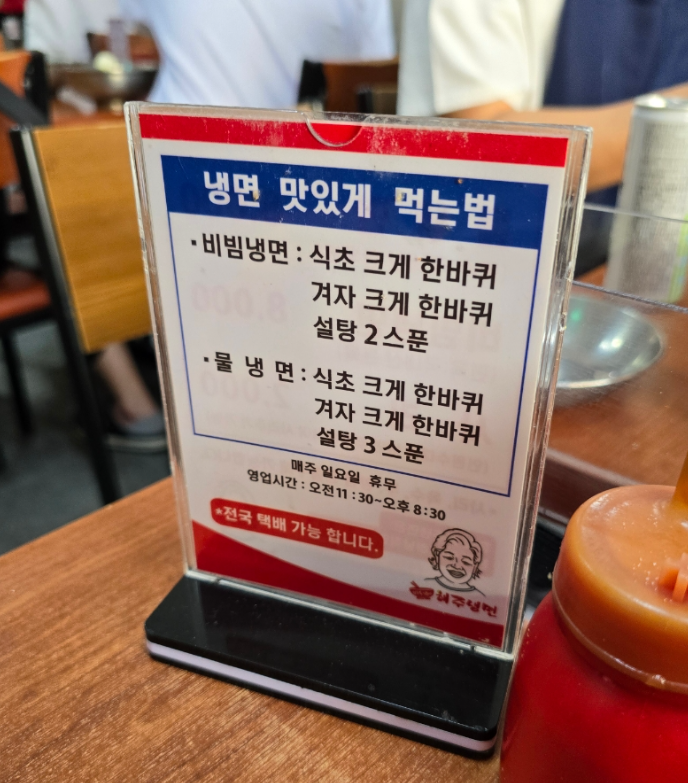 냉면 맛있게 먹는법
·비빔냉면 : 식초 크게 한바퀴
겨자 크게 한바퀴
설탕 2스푼
·물 냉 면 : 식초 크게 한바퀴
겨자 크게 한바퀴
설탕 3스푼
매주 일요일 휴무
영업시간 : 오전11:30~오후8:30
*전국 택배 가능 합니다.
해주냉면